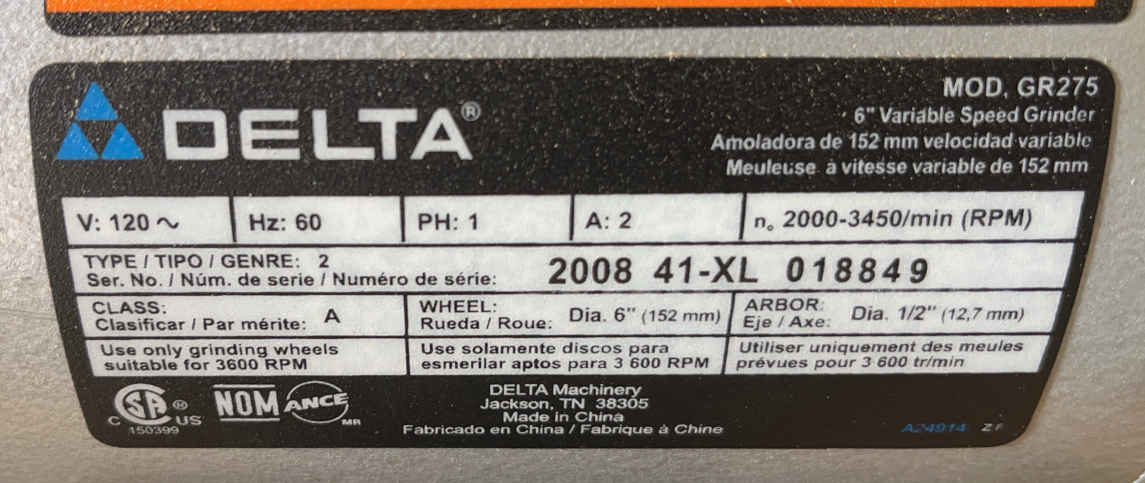 DELTA®
MOD. GR275
6" Variable Speed Grinder
Amoladora de 152 mm velocidad variable
Meuleuse à vitesse variable de 152 mm
V: 120 ~ Hz: 60 PH: 1 A: 2 n₀ 2000-3450/min (RPM)
TYPE / TIPO / GENRE: 2
Ser. No. / Núm. de serie / Numéro de série: 2008 41-XL 018849
CLASS:
Clasificar / Par mérite: A
WHEEL:
Rueda / Roue: Dia. 6" (152 mm)
ARBOR:
Eje / Axe: Dia. 1/2" (12,7 mm)
Use only grinding wheels
suitable for 3600 RPM
Use solamente discos para
esmerilar aptos para 3 600 RPM
Utiliser uniquement des meules
prévues pour 3 600 tr/min
C SA ® US
150399
NOM ANCE MR
DELTA Machinery
Jackson, TN 38305
Made in China
Fabricado en China / Fabrique à Chine
A24914